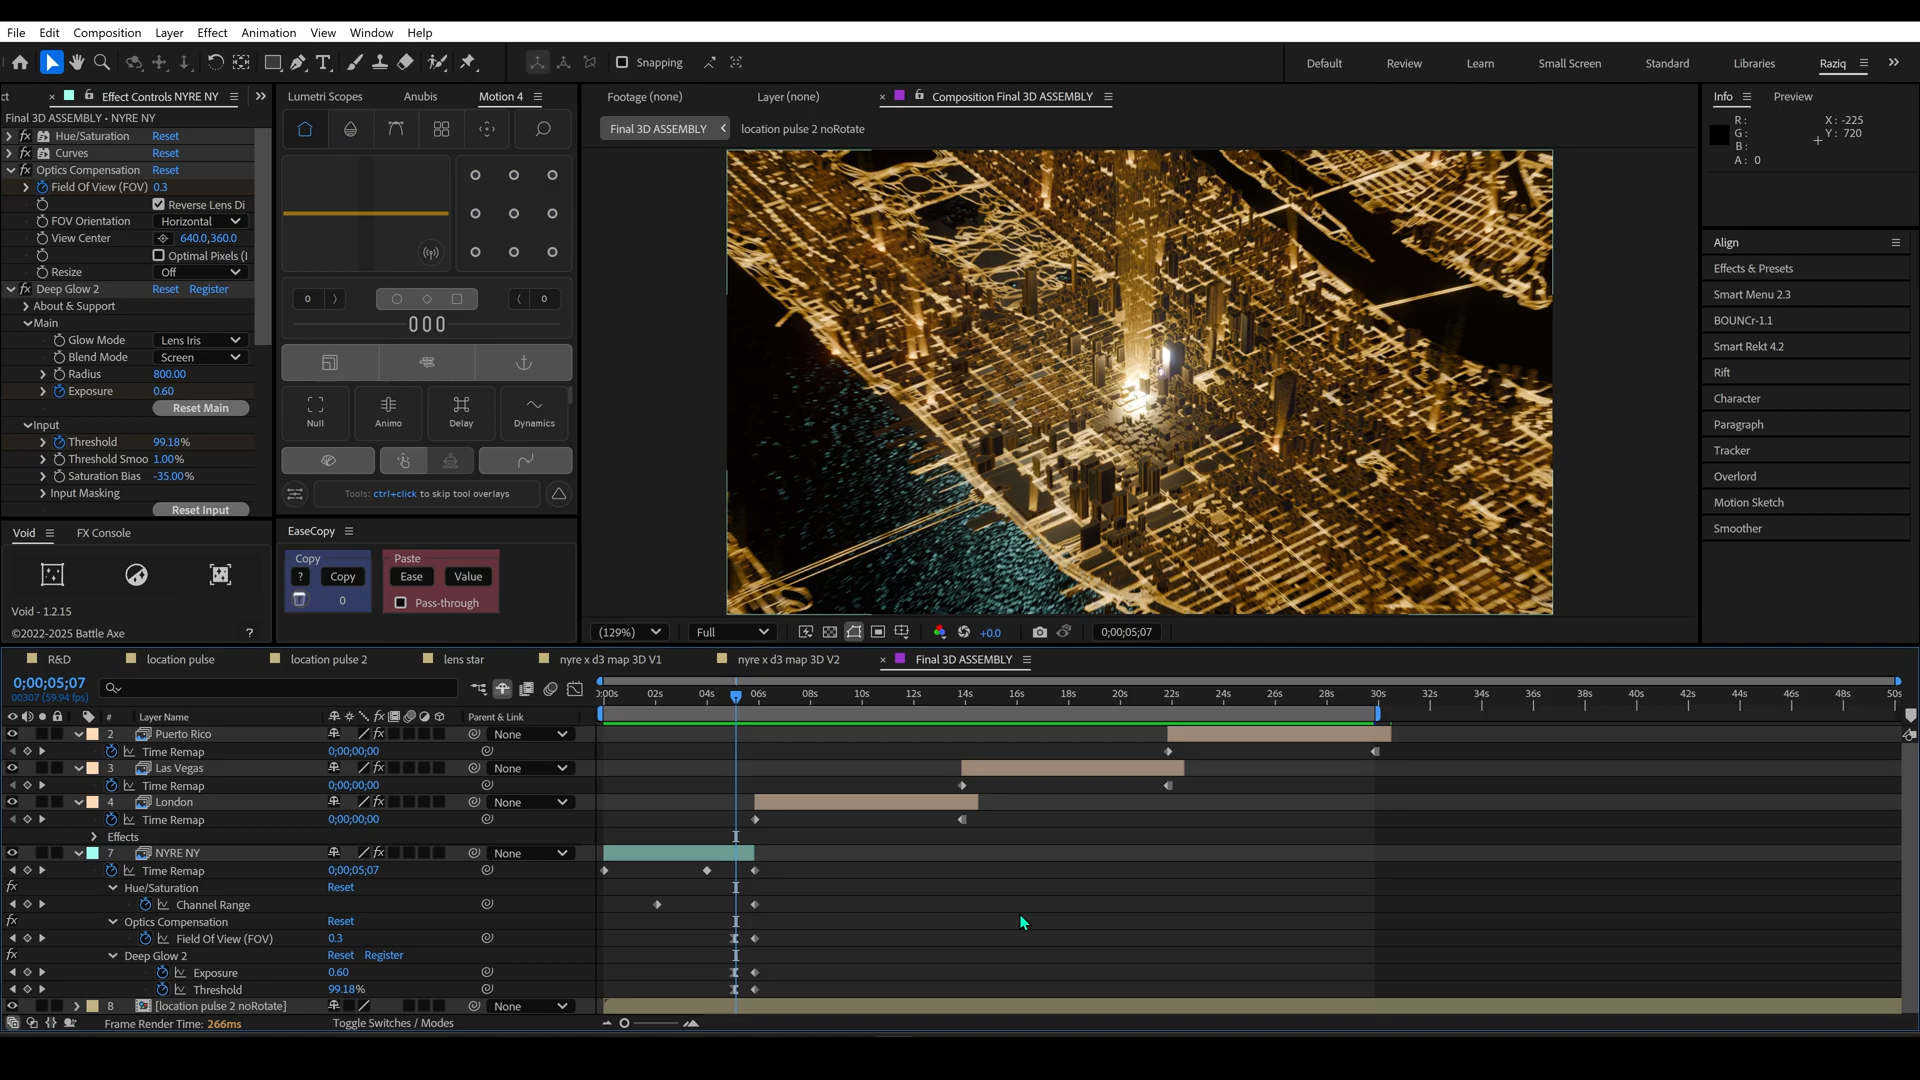 File Edit Composition Layer Effect Animation View Window Help
Snapping Default Review Learn Small Screen Standard Libraries Raziq
ct Effect Controls NYRE NY
Final 3D ASSEMBLY • NYRE NY
Hue/Saturation Reset
Curves Reset
Optics Compensation Reset
Field Of View (FOV) 0.3
Reverse Lens Di
FOV Orientation Horizontal
View Center 640.0,360.0
Optimal Pixels (I
Resize Off
Deep Glow 2 Reset Register
About & Support
Main
Glow Mode Lens Iris
Blend Mode Screen
Radius 800.00
Exposure 0.60
Reset Main
Input
Threshold 99.18%
Threshold Smoo 1.00%
Saturation Bias -35.00%
Input Masking
Reset Input
Void FX Console
Void - 1.2.15
©2022-2025 Battle Axe ?
Lumetri Scopes Anubis Motion 4
0 0
000
Null Animo Delay Dynamics
Tools: ctrl+click to skip tool overlays
EaseCopy
Copy Paste
? Copy Ease Value
0 Pass-through
Footage (none) Layer (none) Composition Final 3D ASSEMBLY
Final 3D ASSEMBLY location pulse 2 noRotate
(129%) Full +0.0 0;00;05;07
Info Preview
R: X: -225
G: Y: 720
B:
A: 0
Align
Effects & Presets
Smart Menu 2.3
BOUNCr-1.1
Smart Rekt 4.2
Rift
Character
Paragraph
Tracker
Overlord
Motion Sketch
Smoother
R&D location pulse location pulse 2 lens star nyre x d3 map 3D V1 nyre x d3 map 3D V2 Final 3D ASSEMBLY
0;00;05;07
00307 (59.94 fps)
0:00s 02s 04s 06s 08s 10s 12s 14s 16s 18s 20s 22s 24s 26s 28s 30s 32s 34s 36s 38s 40s 42s 44s 46s 48s 50s
# Layer Name Parent & Link
2 Puerto Rico None
Time Remap 0;00;00;00
3 Las Vegas None
Time Remap 0;00;00;00
4 London None
Time Remap 0;00;00;00
Effects
7 NYRE NY None
Time Remap 0;00;05;07
Hue/Saturation Reset
Channel Range
Optics Compensation Reset
Field Of View (FOV) 0.3
Deep Glow 2 Reset Register
Exposure 0.60
Threshold 99.18%
8 [location pulse 2 noRotate] None
Frame Render Time: 266ms Toggle Switches / Modes